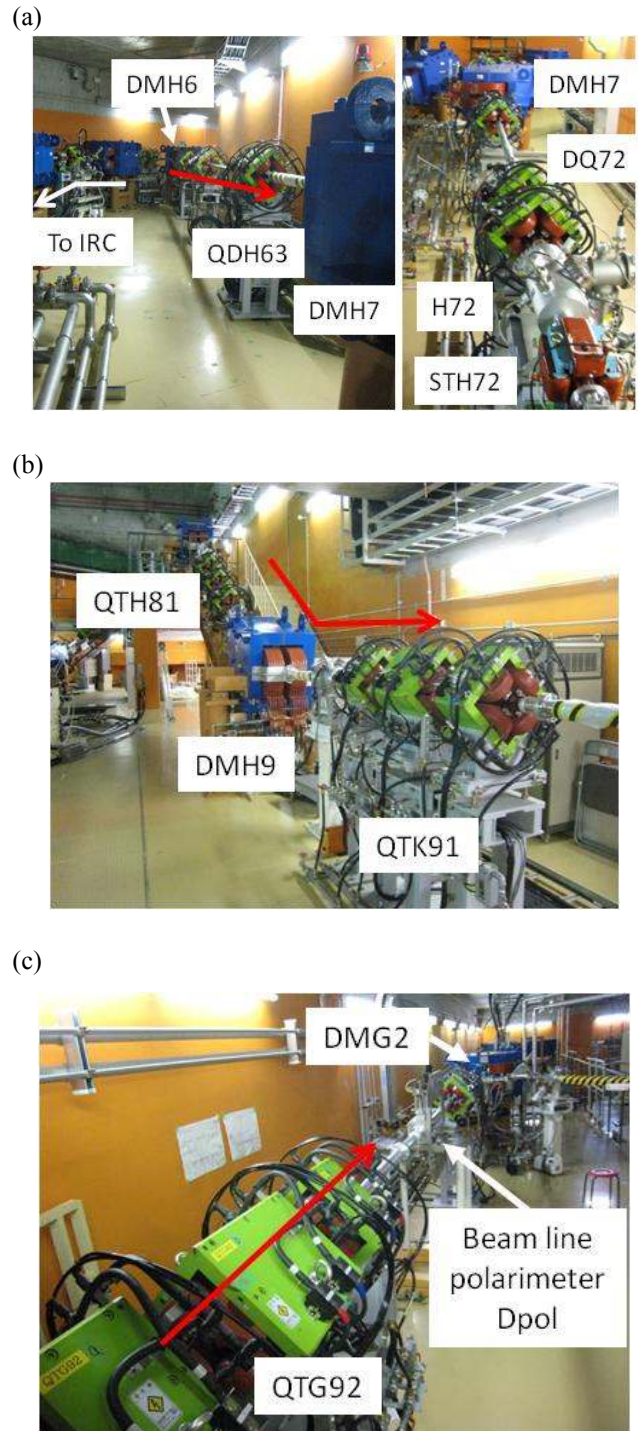 (a)
DMH6
To IRC
QDH63
DMH7
DMH7
DQ72
H72
STH72
(b)
QTH81
DMH9
QTK91
(c)
DMG2
Beam line
polarimeter
Dpol
QTG92
QTG92